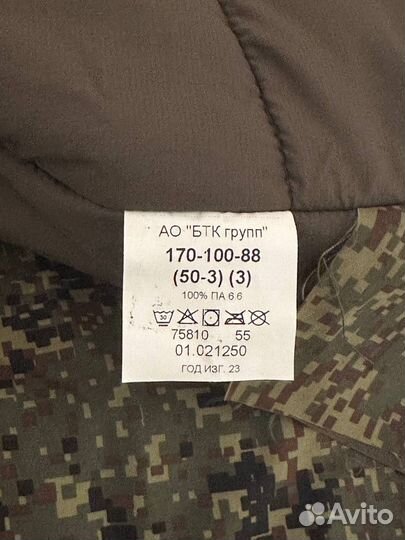 АО "БТК групп"
170-100-88
(50-3) (3)
100% ПА 6.6
30
75810 55
01.021250
ГОД ИЗГ. 23
Avito